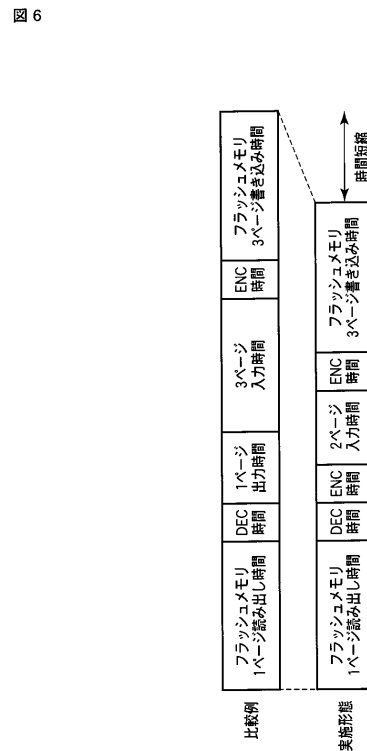 図6
比較例
フラッシュメモリ
1ページ読み出し時間
DEC
時間
1ページ
出力時間
3ページ
入力時間
ENC
時間
フラッシュメモリ
3ページ書き込み時間
実施形態
フラッシュメモリ
1ページ読み出し時間
DEC
時間
ENC
時間
2ページ
入力時間
ENC
時間
フラッシュメモリ
3ページ書き込み時間
時間短縮